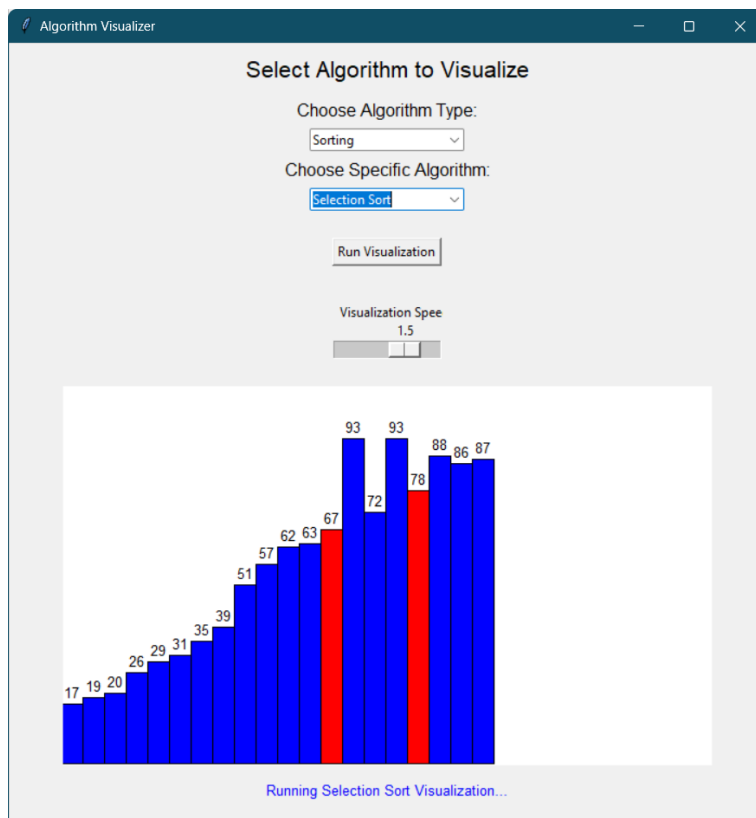 Algorithm Visualizer
Select Algorithm to Visualize
Choose Algorithm Type:
Sorting
Choose Specific Algorithm:
Selection Sort
Run Visualization
Visualization Spee
1.5
17 19 20 26 29 31 35 39 51 57 62 63 67 93 72 93 78 88 86 87
Running Selection Sort Visualization...